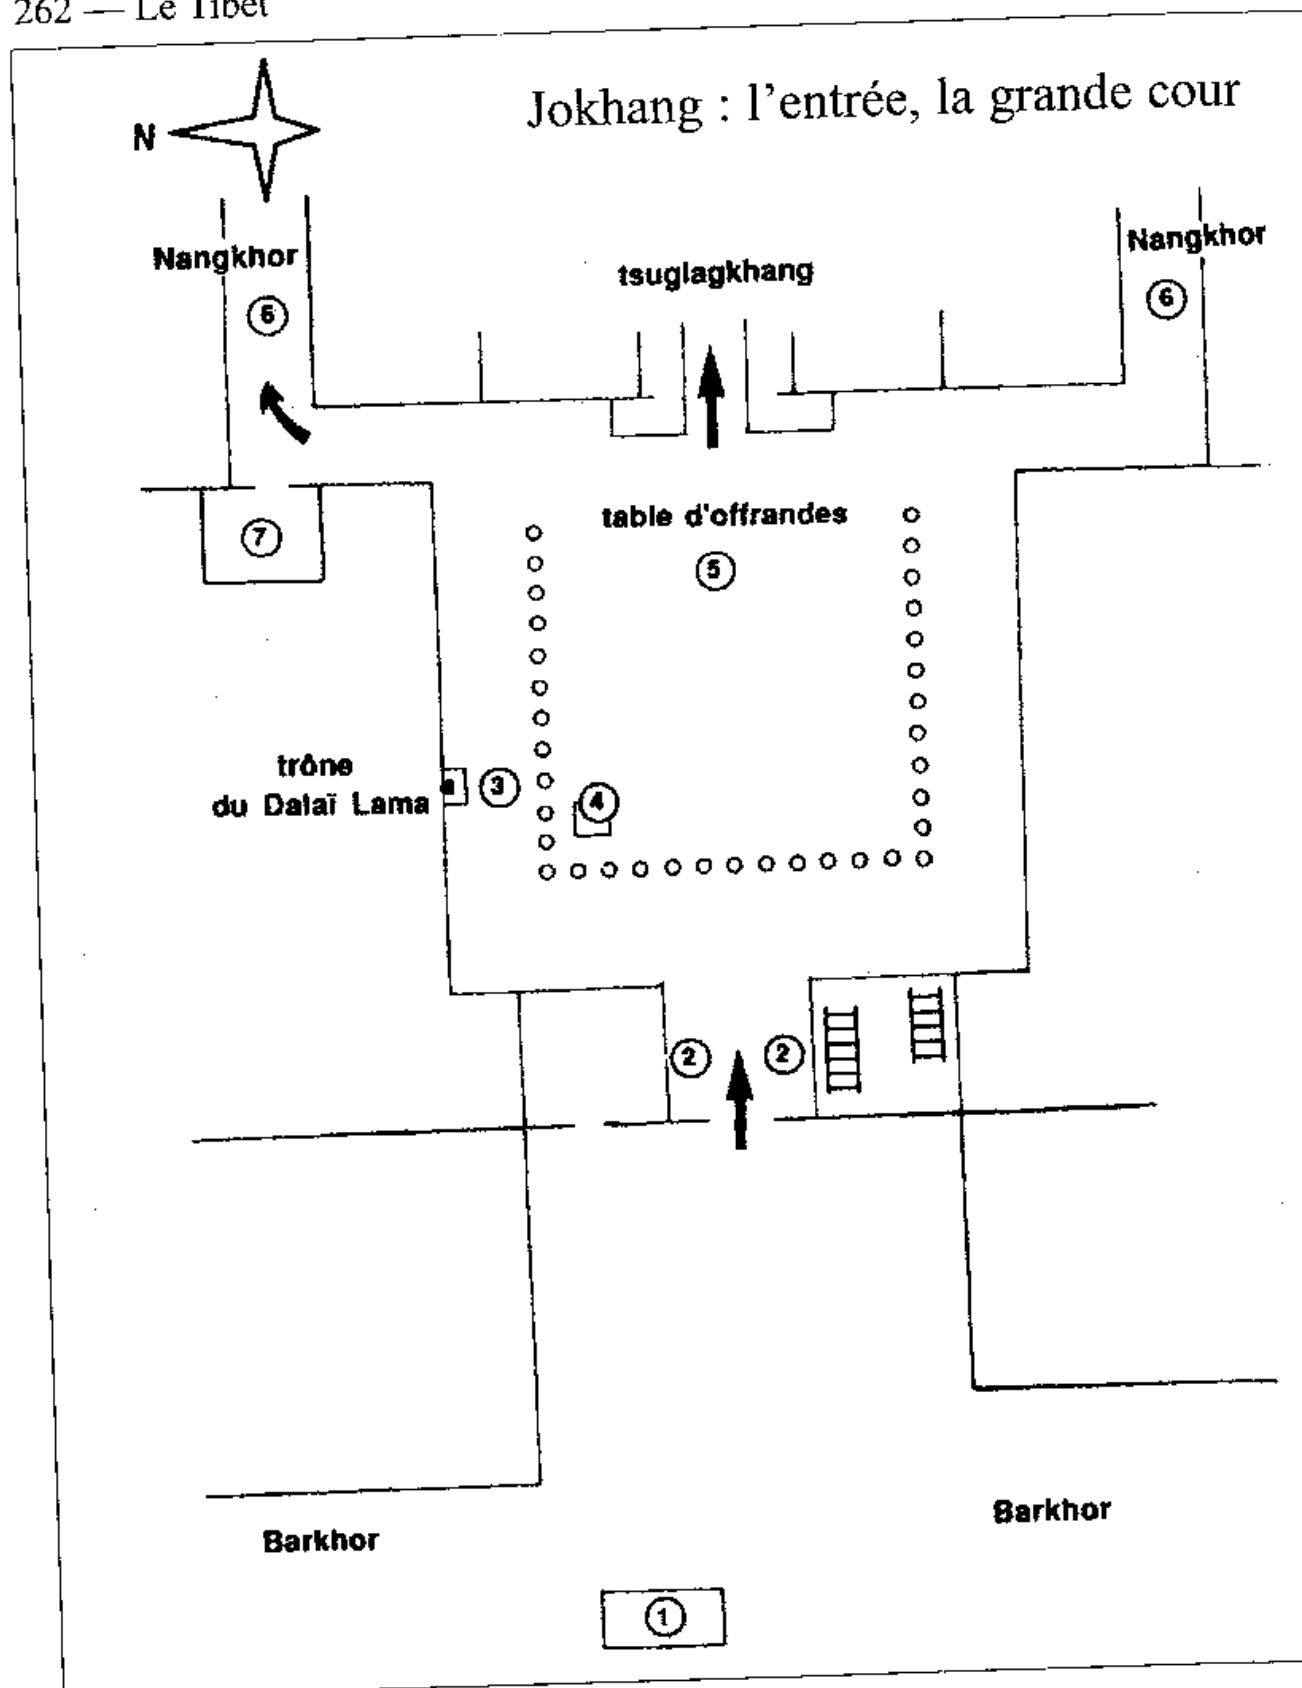 262 — Le Tibet
Jokhang : l'entrée, la grande cour
N
Nangkhor
Nangkhor
tsuglagkhang
6
6
table d'offrandes
7
5
trône
du Dalaï Lama
3
4
2
2
Barkhor
Barkhor
1